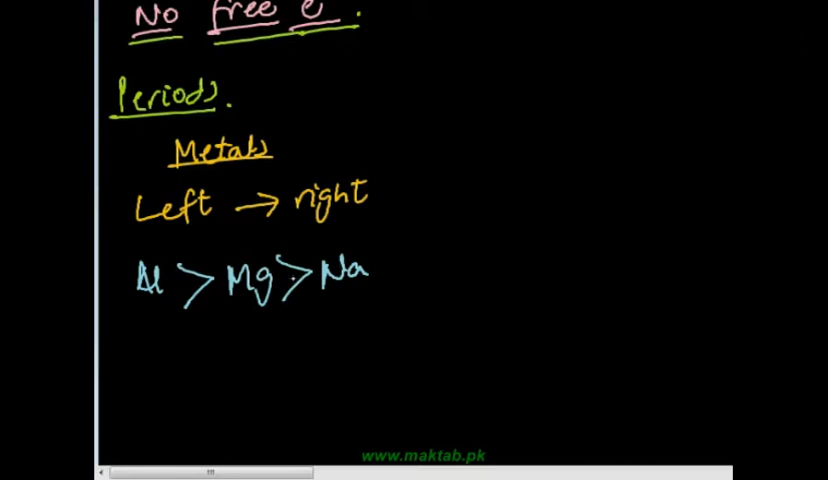 No free e .
Periods.
Metals
Left → right
Al > Mg > Na
www.maktab.pk